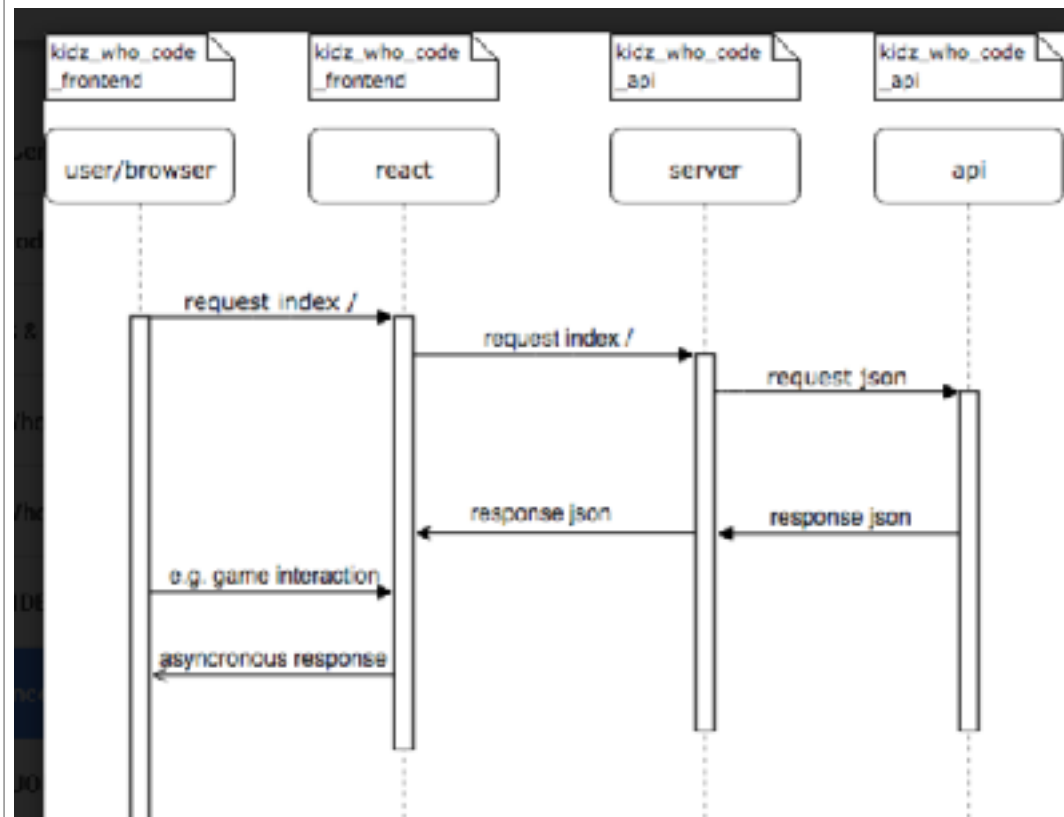 kidz_who_code
_frontend
kidz_who_code
_frontend
kidz_who_code
_api
kidz_who_code
_api
user/browser
react
server
api
request index /
request index /
request json
response json
response json
e.g. game interaction
asyncronous response